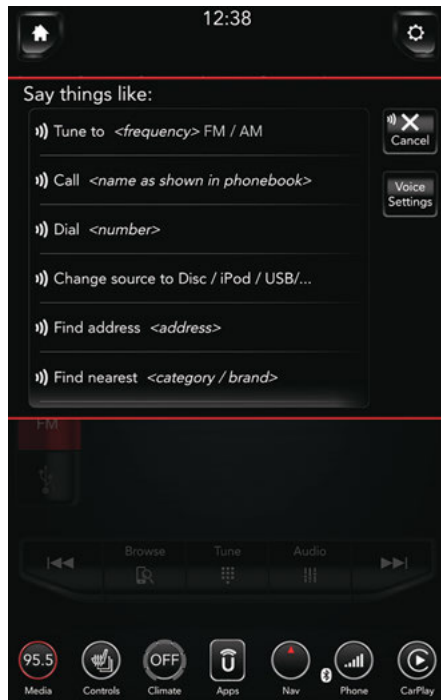 12:38
Say things like:
Tune to <frequency> FM / AM
Cancel
Call <name as shown in phonebook>
Voice
Settings
Dial <number>
Change source to Disc / iPod / USB/...
Find address <address>
Find nearest <category / brand>
FM
Browse Tune Audio
95.5 OFF
Media Controls Climate Apps Nav Phone CarPlay